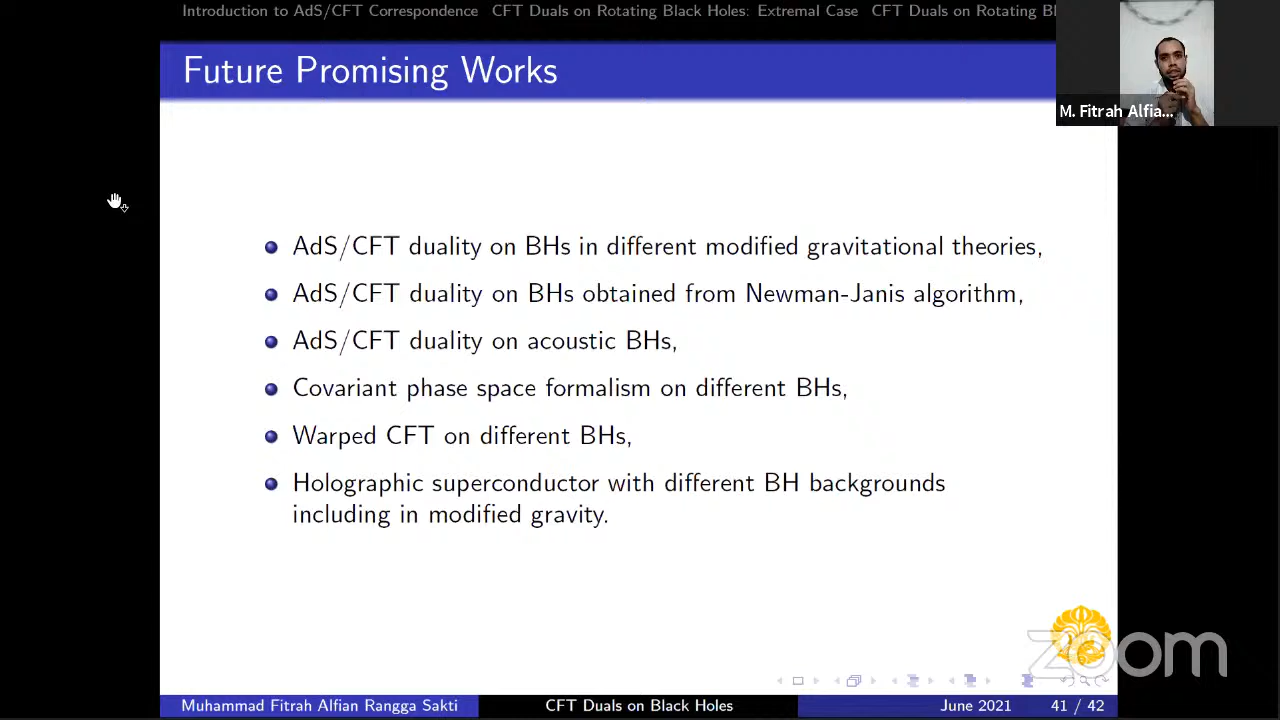 Introduction to AdS/CFT Correspondence CFT Duals on Rotating Black Holes: Extremal Case CFT Duals on Rotating Bl
Future Promising Works
M. Fitrah Alfia...
AdS/CFT duality on BHs in different modified gravitational theories,
AdS/CFT duality on BHs obtained from Newman-Janis algorithm,
AdS/CFT duality on acoustic BHs,
Covariant phase space formalism on different BHs,
Warped CFT on different BHs,
Holographic superconductor with different BH backgrounds
including in modified gravity.
zoom
Muhammad Fitrah Alfian Rangga Sakti CFT Duals on Black Holes June 2021 41 / 42